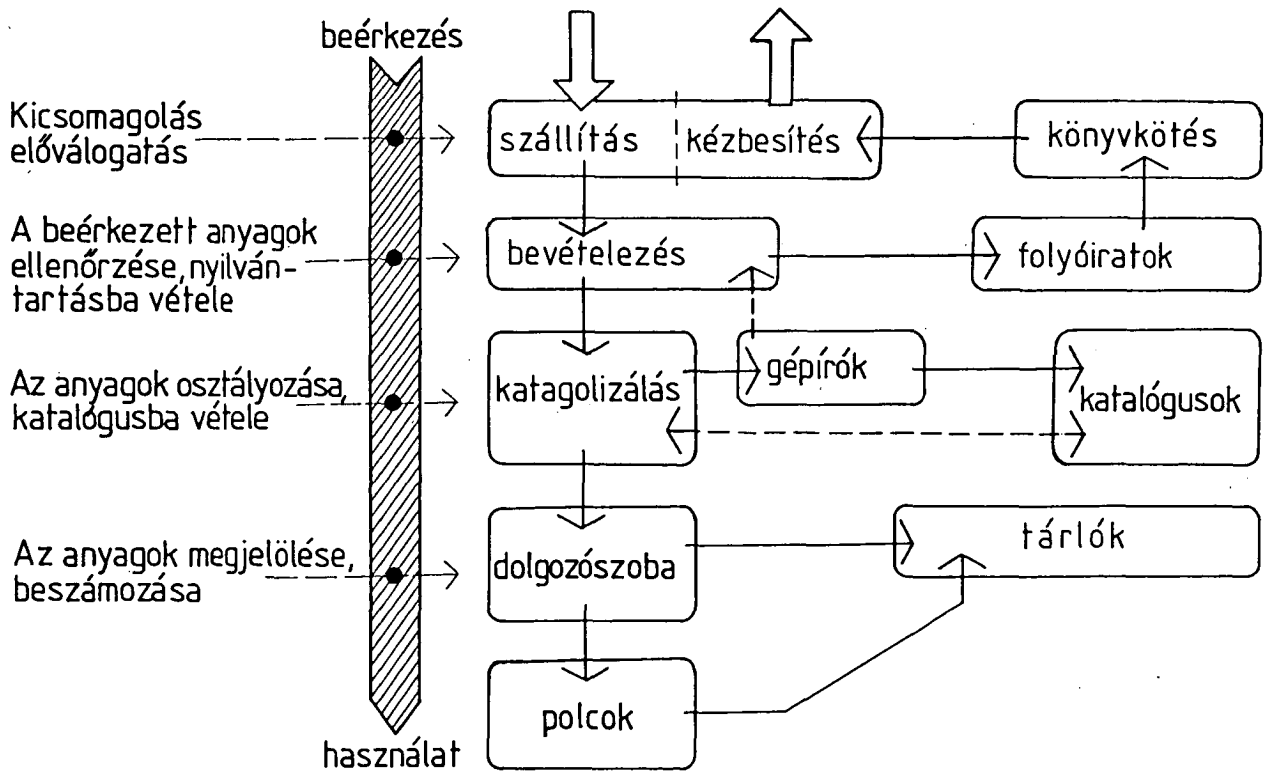 beérkezés
Kicsomagolás
előválogatás
szállítás
kézbesítés
könyvkötés
A beérkezett anyagok
ellenőrzése, nyilván-
tartásba vétele
bevételezés
folyóiratok
Az anyagok osztályozása,
katalógusba vétele
katagolizálás
gépírók
katalógusok
Az anyagok megjelölése,
beszámozása
dolgozószoba
tárlók
polcok
használat